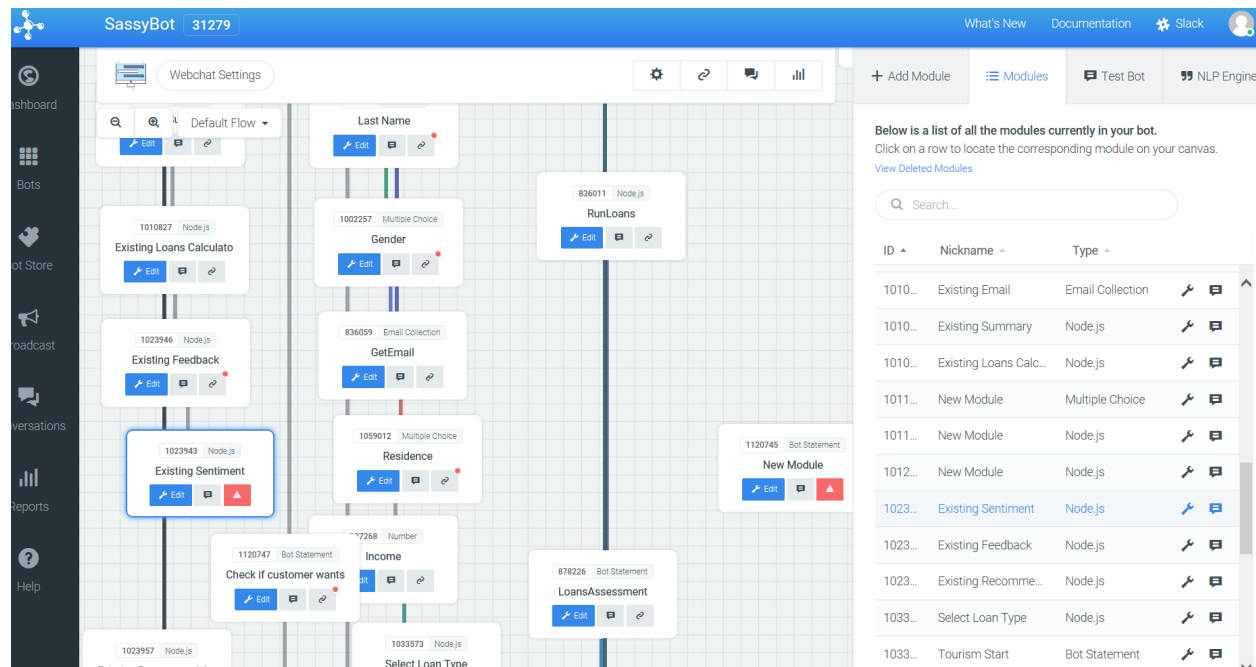 SassyBot 31279
What's New Documentation Slack
Webchat Settings
Default Flow
ashboard
Bots
ot Store
roadcast
versations
Reports
Help
Edit
Last Name
Edit
836011 Node.js
RunLoans
Edit
1010827 Node.js
Existing Loans Calculato
Edit
1002257 Multiple Choice
Gender
Edit
1023946 Node.js
Existing Feedback
Edit
836059 Email Collection
GetEmail
Edit
1059012 Multiple Choice
Residence
Edit
1023943 Node.js
Existing Sentiment
Edit
1120745 Bot Statement
New Module
Edit
7268 Number
Income
dit
1120747 Bot Statement
Check if customer wants
Edit
878226 Bot Statement
LoansAssessment
Edit
1023957 Node.js
1033573 Node.js
Select Loan Type
+ Add Module Modules Test Bot NLP Engine
Below is a list of all the modules currently in your bot.
Click on a row to locate the corresponding module on your canvas.
View Deleted Modules
Search...
ID Nickname Type
1010... Existing Email Email Collection
1010... Existing Summary Node.js
1010... Existing Loans Calc... Node.js
1011... New Module Multiple Choice
1011... New Module Node.js
1012... New Module Node.js
1023... Existing Sentiment Node.js
1023... Existing Feedback Node.js
1023... Existing Recomme... Node.js
1033... Select Loan Type Node.js
1033... Tourism Start Bot Statement